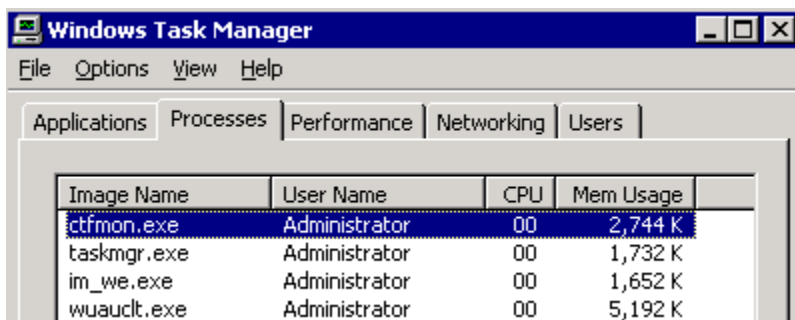 Windows Task Manager
File Options View Help
Applications Processes Performance Networking Users
Image Name User Name CPU Mem Usage
ctfmon.exe Administrator 00 2,744 K
taskmgr.exe Administrator 00 1,732 K
im_we.exe Administrator 00 1,652 K
wuauclt.exe Administrator 00 5,192 K